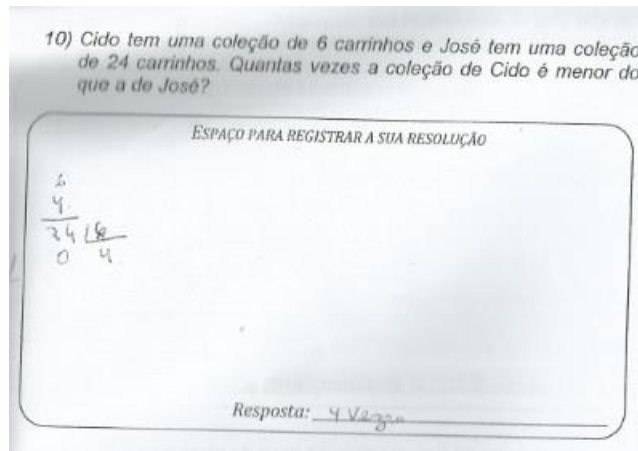 10) Cido tem uma coleção de 6 carrinhos e José tem uma coleção
de 24 carrinhos. Quantas vezes a coleção de Cido é menor do
que a de José?
ESPAÇO PARA REGISTRAR A SUA RESOLUÇÃO
6
4
24 6
0 4
Resposta: 4 Vezes